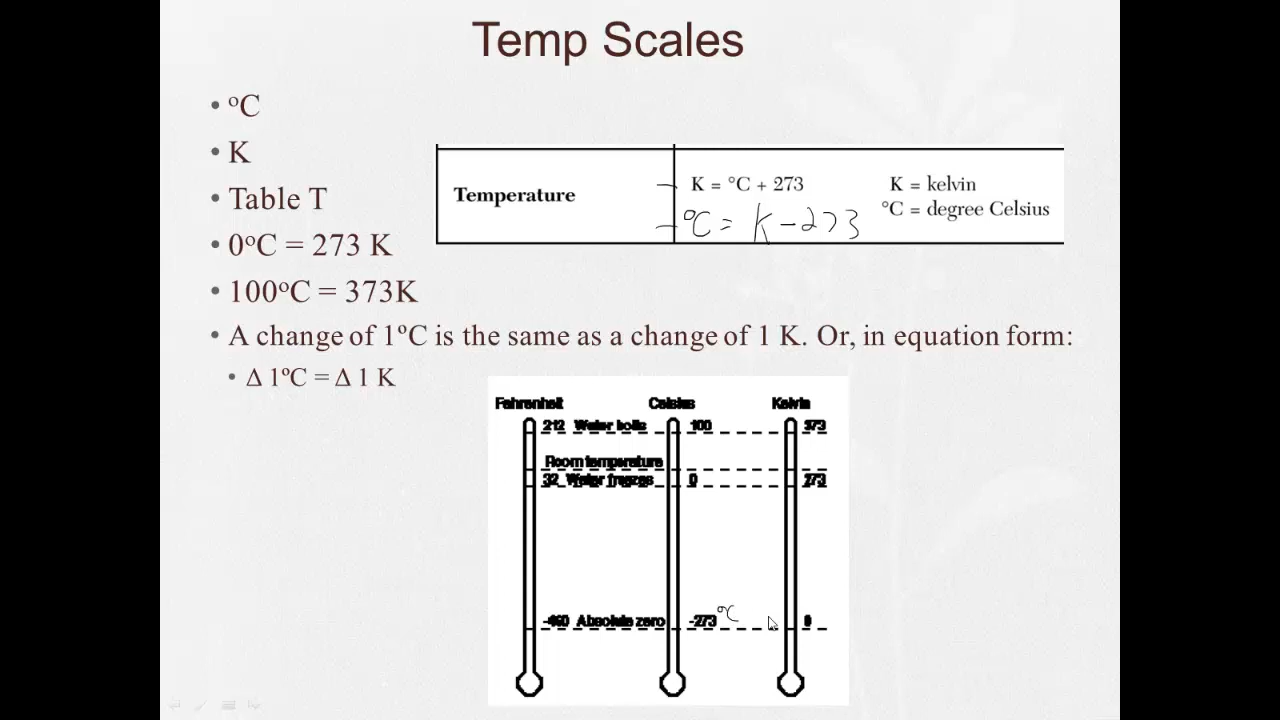 Temp Scales
• ºC
• K
• Table T
• 0ºC = 273 K
• 100ºC = 373K
Temperature
K = °C + 273
K = kelvin
°C = K - 273
°C = degree Celsius
• A change of 1ºC is the same as a change of 1 K. Or, in equation form:
• Δ 1ºC = Δ 1 K
Fahrenheit Celsius Kelvin
212 Water boils 100 373
Room temperature
32 Water freezes 0 273
-460 Absolute zero -273 °C 0